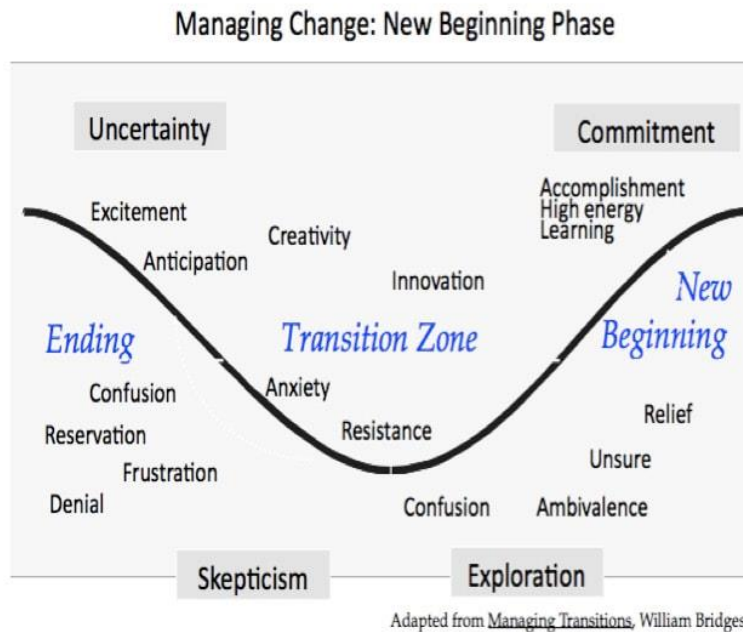 Managing Change: New Beginning Phase
Uncertainty
Commitment
Excitement
Accomplishment
High energy
Learning
Creativity
Anticipation
Innovation
New
Beginning
Ending
Transition Zone
Anxiety
Confusion
Relief
Reservation
Resistance
Unsure
Frustration
Denial
Confusion
Ambivalence
Skepticism
Exploration
Adapted from Managing Transitions, William Bridges